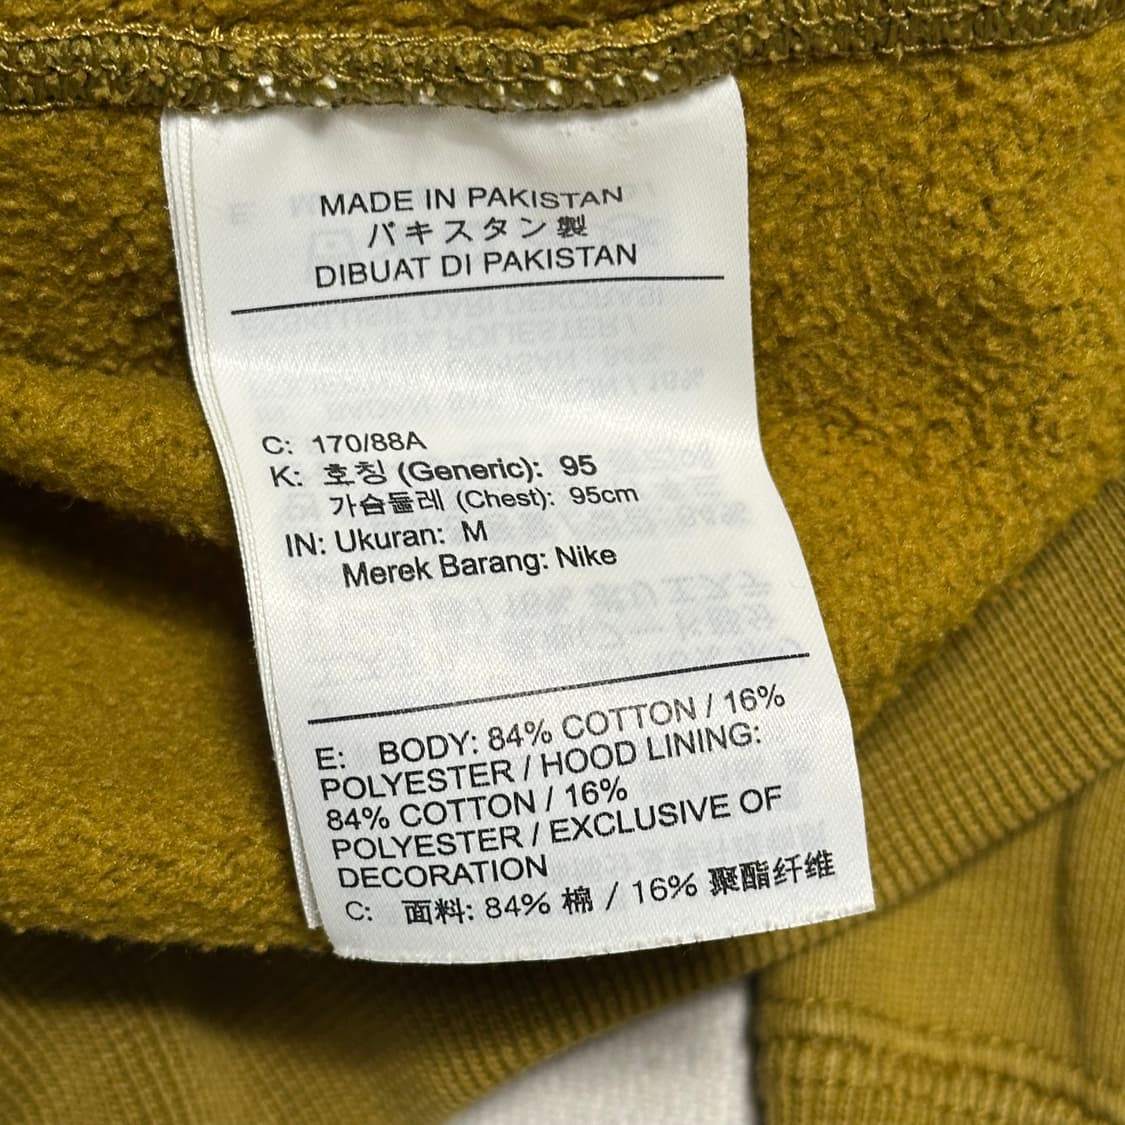 MADE IN PAKISTAN
パキスタン製
DIBUAT DI PAKISTAN
C: 170/88A
K: 호칭 (Generic): 95
가슴둘레 (Chest): 95cm
IN: Ukuran: M
Merek Barang: Nike
E: BODY: 84% COTTON / 16%
POLYESTER / HOOD LINING:
84% COTTON / 16%
POLYESTER / EXCLUSIVE OF
DECORATION
C: 面料: 84% 棉 / 16% 聚酯纤维